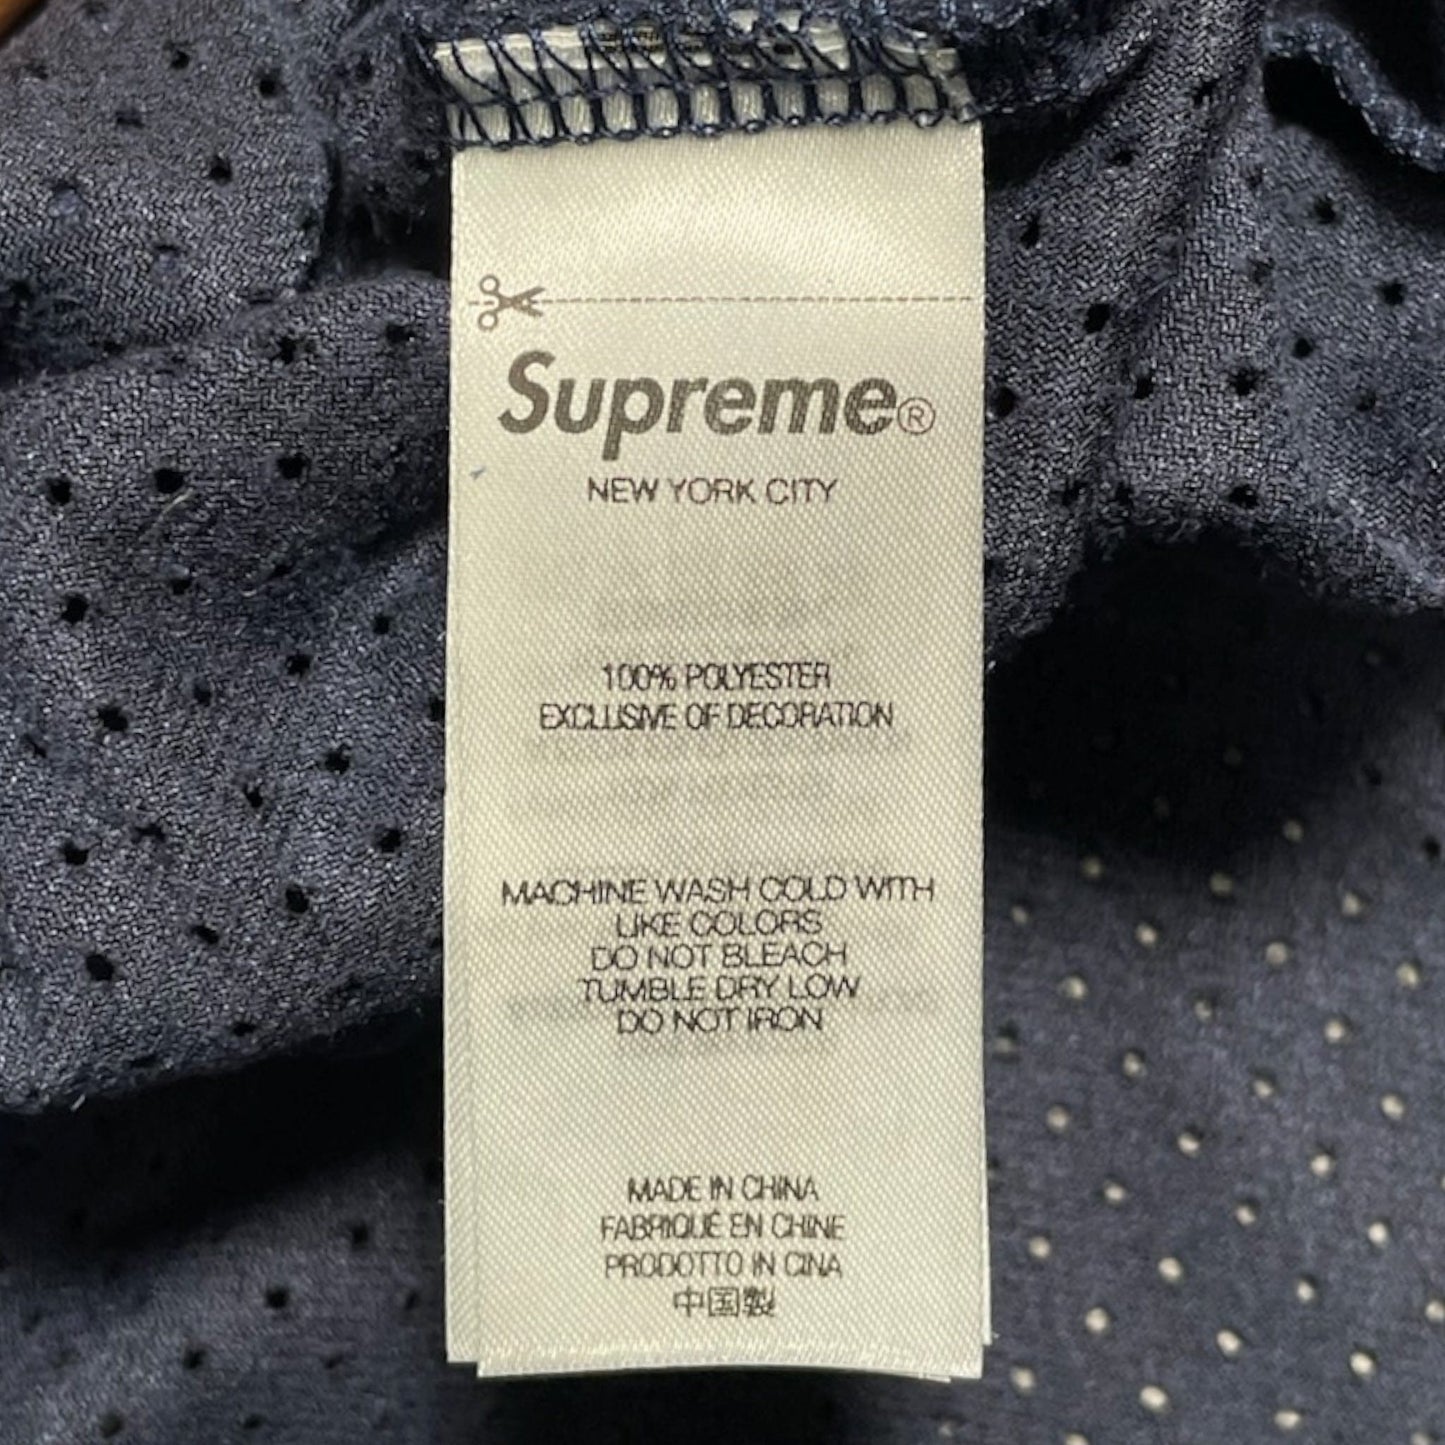 Supreme®
NEW YORK CITY
100% POLYESTER
EXCLUSIVE OF DECORATION
MACHINE WASH COLD WITH
LIKE COLORS
DO NOT BLEACH
TUMBLE DRY LOW
DO NOT IRON
MADE IN CHINA
FABRIQUÉ EN CHINE
PRODOTTO IN CINA
中国製